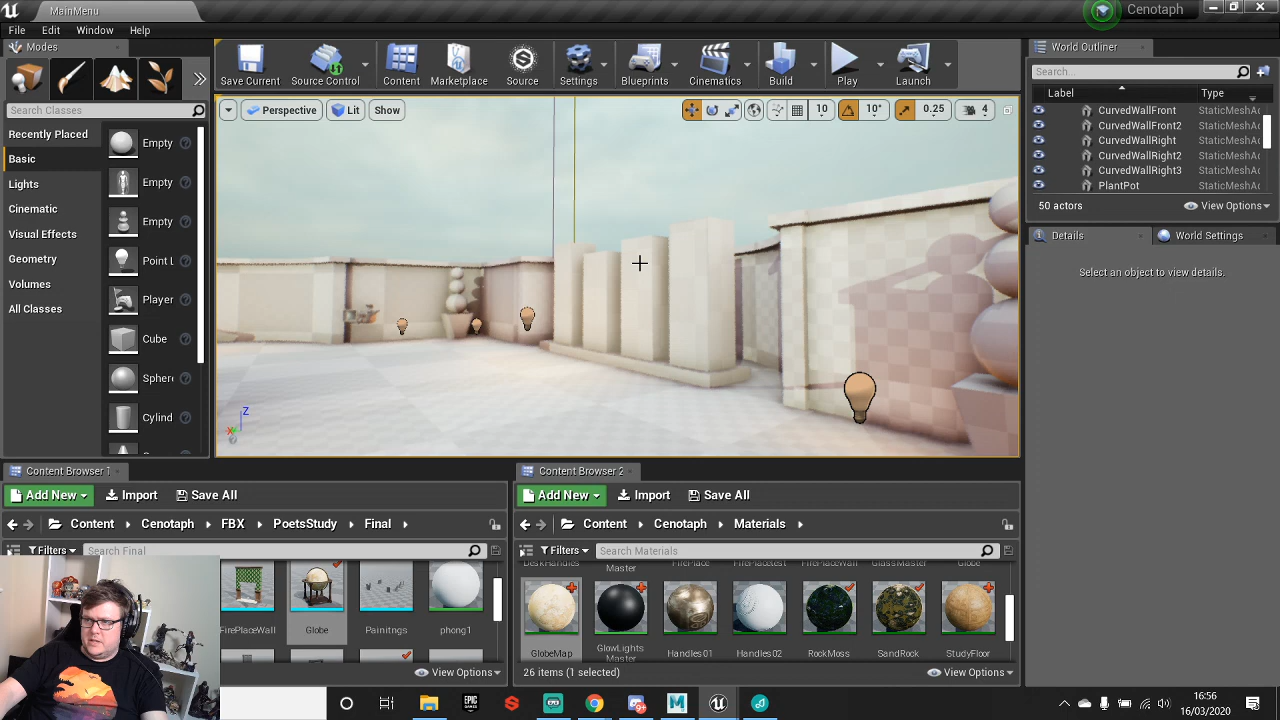 MainMenu
Cenotaph
File Edit Window Help
Modes
World Outliner
Search Classes
Save Current
Source Control
Content
Marketplace
Source
Settings
Blueprints
Cinematics
Build
Play
Launch
Search...
Label Type
CurvedWallFront StaticMeshAc
CurvedWallFront2 StaticMeshAc
CurvedWallRight StaticMeshAc
CurvedWallRight2 StaticMeshAc
CurvedWallRight3 StaticMeshAc
PlantPot StaticMeshAc
50 actors View Options
Details World Settings
Select an object to view details.
Recently Placed
Basic
Lights
Cinematic
Visual Effects
Geometry
Volumes
All Classes
Empty
Empty
Empty
Point L
Player
Cube
Sphere
Cylind
Perspective Lit Show 10 10° 0.25 4
Z
Content Browser 1
Add New Import Save All
Content Cenotaph FBX PoetsStudy Final
Filters Search Final
FirePlaceWall Globe Painitngs phong1
View Options
Content Browser 2
Add New Import Save All
Content Cenotaph Materials
Filters Search Materials
DeskHandles Master FirePlace FirePlacetest FirePlaceWall GlassMaster Globe
GlobeMap GlowLights Master Handles01 Handles02 RockMoss SandRock StudyFloor
26 items (1 selected) View Options
EPIC GAMES
16:56
16/03/2020